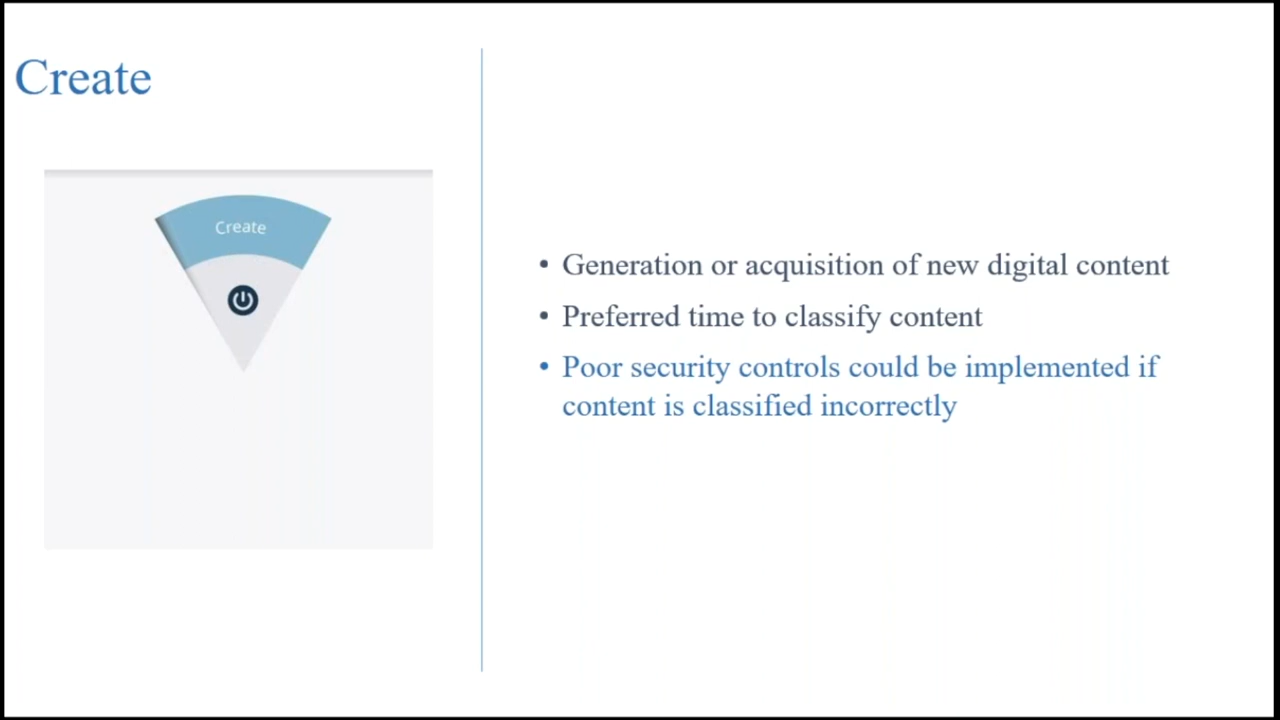 Create
Create
• Generation or acquisition of new digital content
• Preferred time to classify content
• Poor security controls could be implemented if
content is classified incorrectly